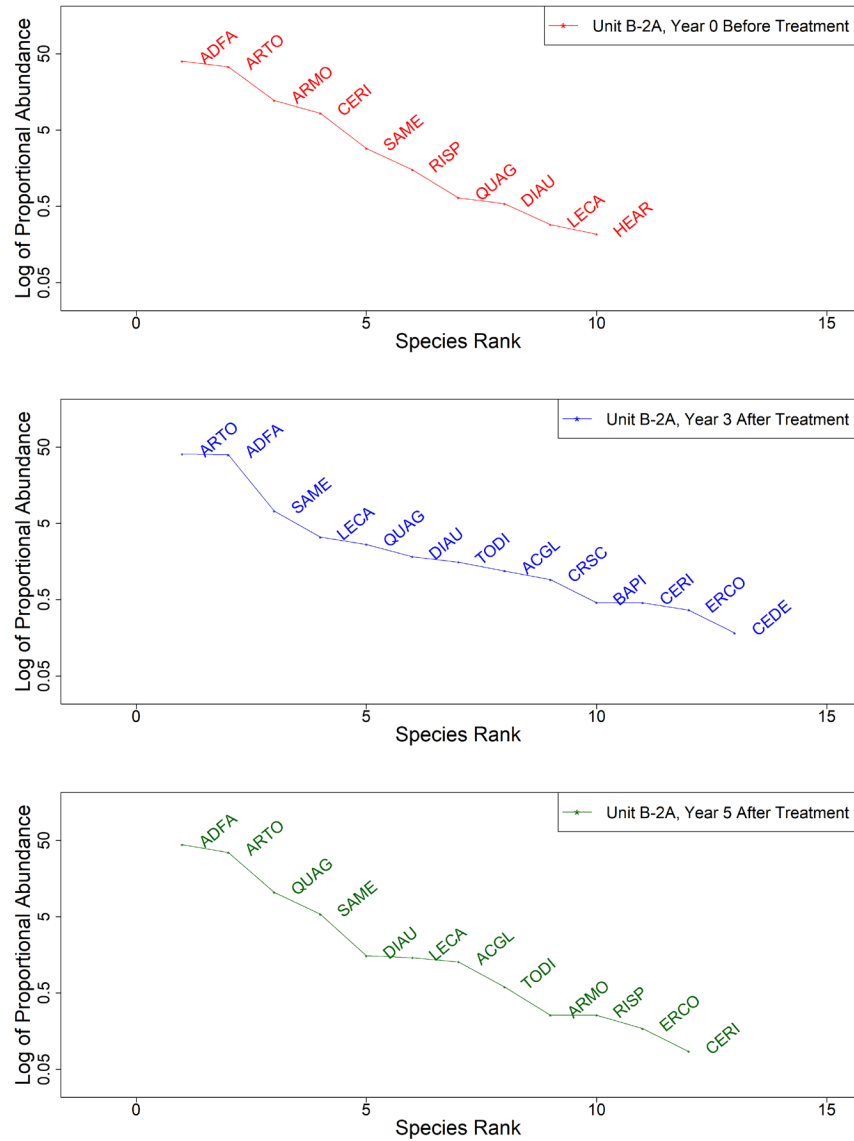 Unit B-2A, Year 0 Before Treatment
Log of Proportional Abundance
50
5
0.5
0.05
ADFA
ARTO
ARMO
CERI
SAME
RISP
QUAG
DIAU
LECA
HEAR
0 5 10 15
Species Rank
Unit B-2A, Year 3 After Treatment
Log of Proportional Abundance
50
5
0.5
0.05
ARTO
ADFA
SAME
LECA
QUAG
DIAU
TODI
ACGL
CRSC
BAPI
CERI
ERCO
CEDE
0 5 10 15
Species Rank
Unit B-2A, Year 5 After Treatment
Log of Proportional Abundance
50
5
0.5
0.05
ADFA
ARTO
QUAG
SAME
DIAU
LECA
ACGL
TODI
ARMO
RISP
ERCO
CERI
0 5 10 15
Species Rank